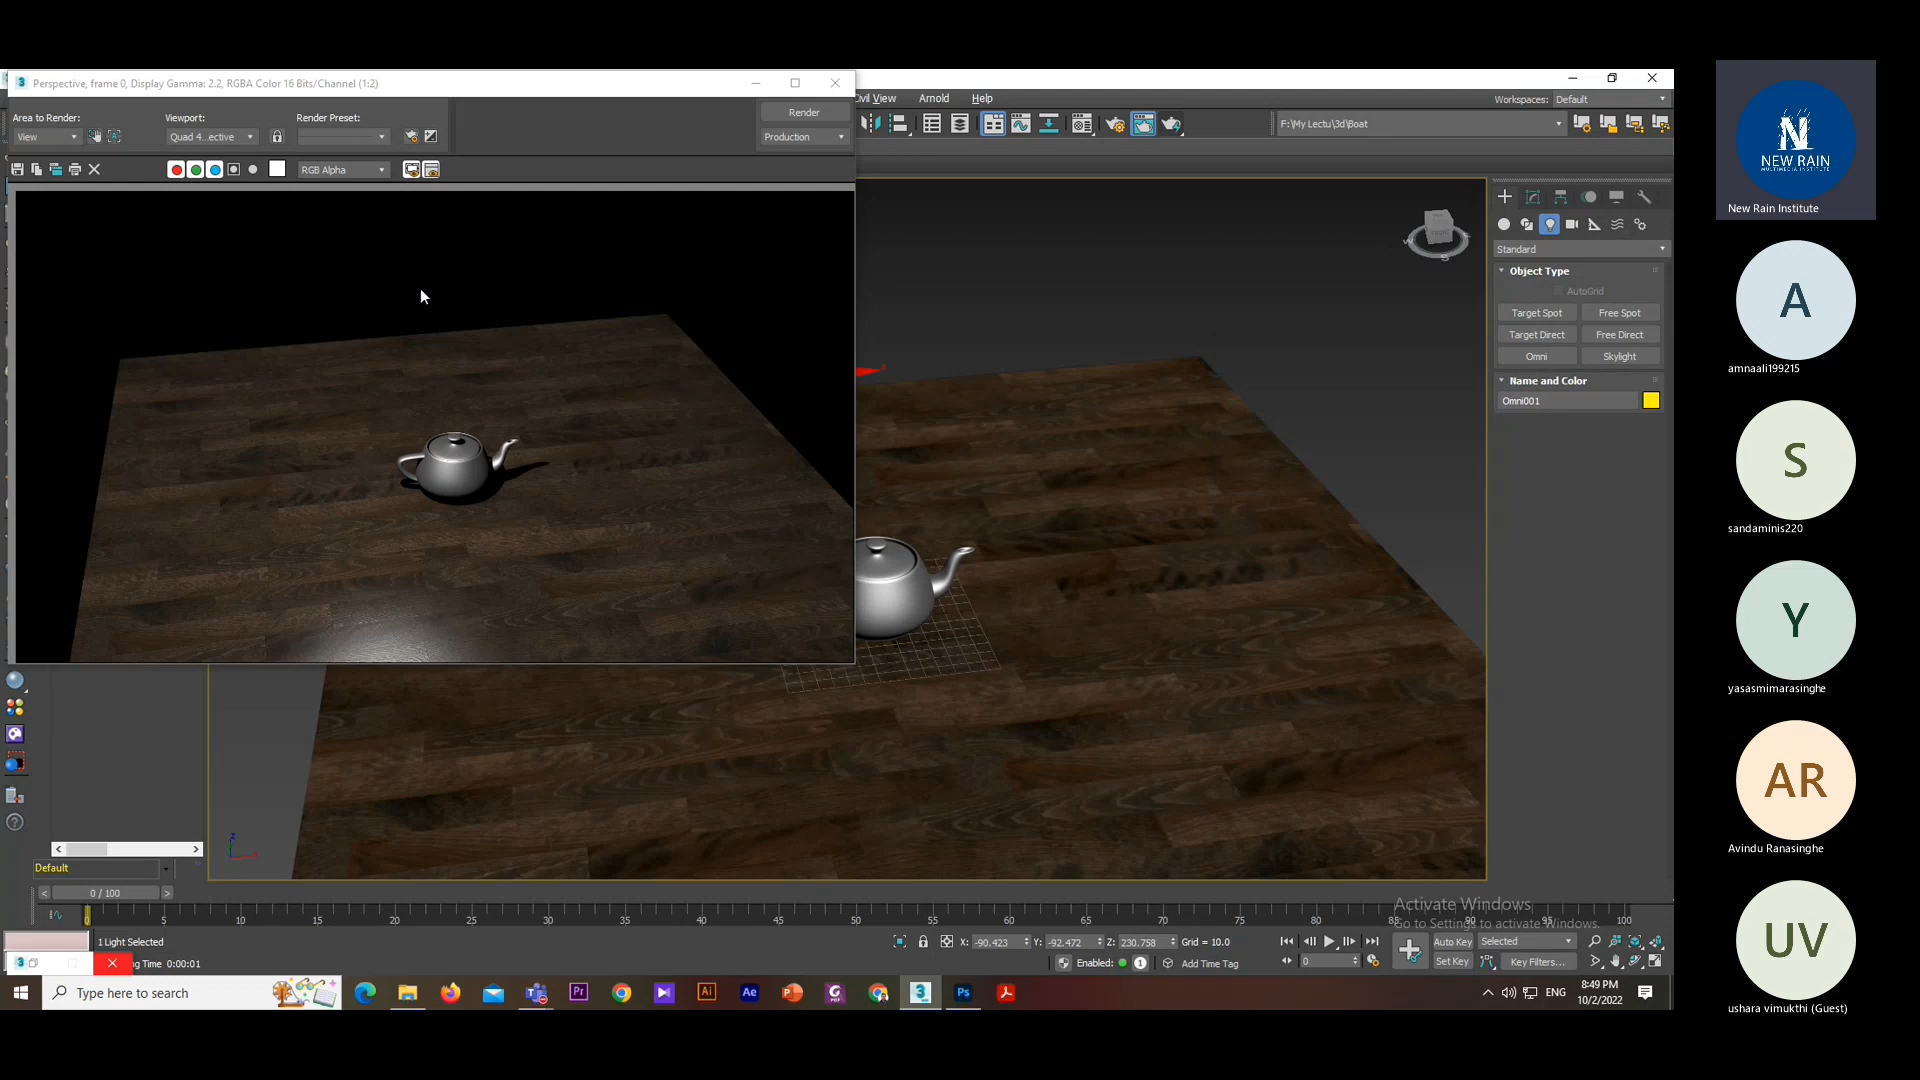 Perspective, frame 0, Display Gamma: 2.2, RGBA Color 16 Bits/Channel (1:2)
Area to Render:
Viewport:
Render Preset:
Render
View
Quad 4...ective
Production
RGB Alpha
ivil View
Arnold
Help
Workspaces: Default
F:\My Lectu\3d\Boat
Standard
Object Type
AutoGrid
Target Spot
Free Spot
Target Direct
Free Direct
Omni
Skylight
Name and Color
Omni001
Default
0 / 100
0 5 10 15 20 25 30 35 40 45 50 55 60 65 70 75 80 85 90 95 100
Activate Windows
Go to Settings to activate Windows.
1 Light Selected
X: -90.423
Y: -92.472
Z: 230.758
Grid = 10.0
Auto Key
Selected
ng Time 0:00:01
Enabled:
1
Add Time Tag
0
Set Key
Key Filters...
Type here to search
ENG
8:49 PM
10/2/2022
N
NEW RAIN
MULTIMEDIA INSTITUTE
New Rain Institute
A
amnaali199215
S
sandaminis220
Y
yasasmimarasinghe
AR
Avindu Ranasinghe
UV
ushara vimukthi (Guest)